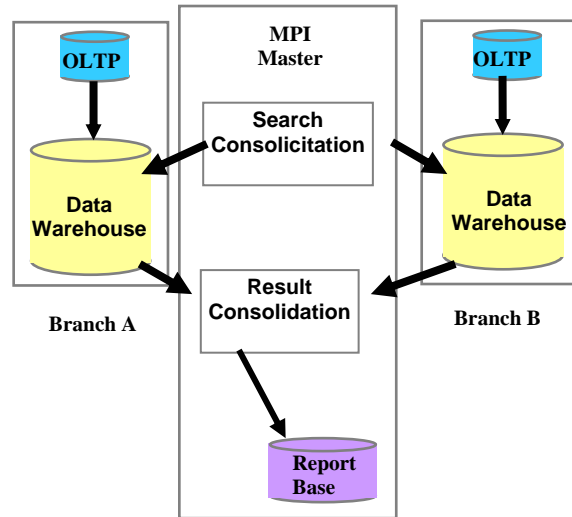 OLTP
MPI
Master
OLTP
Search
Consolicitation
Data
Warehouse
Data
Warehouse
Result
Consolidation
Branch A
Branch B
Report
Base